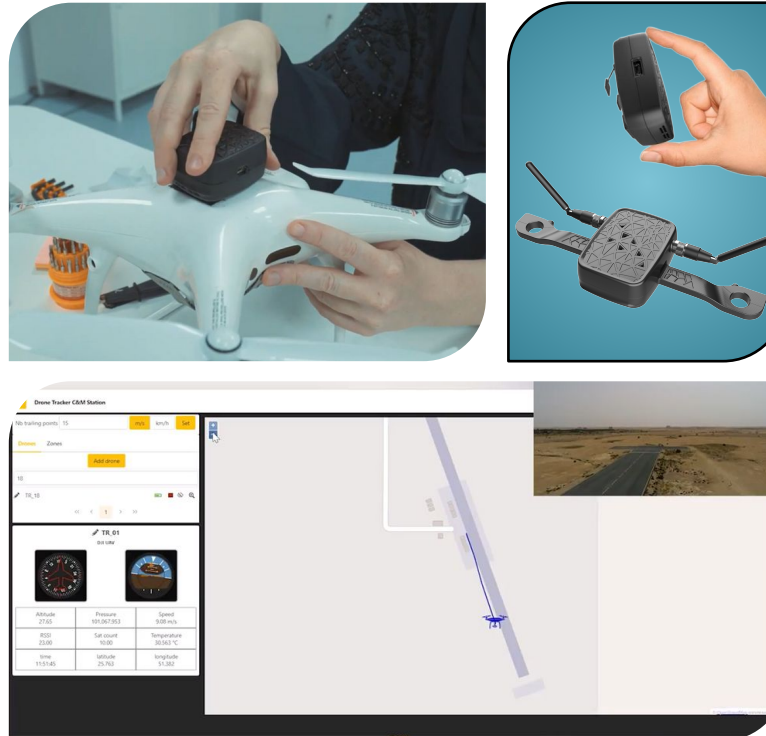 Drone Tracker C&M Station
Nb trailing points 15 m/s km/h Set
Drones Zones
Add drone
18
TR_18
1
TR_01
Altitude Pressure Speed
27.65 101,067.953 9.00 m/s
RSSI Sat count Temperature
23.00 10.00 30.563 °C
time latitude longitude
11:51:45 25.763 51.382